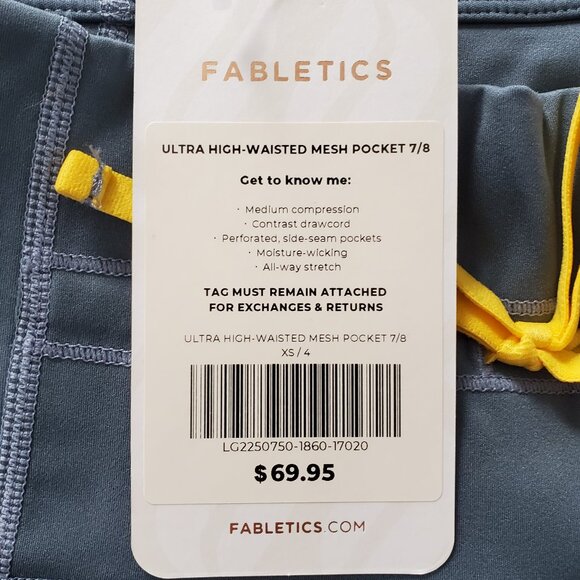 FABLETICS
ULTRA HIGH-WAISTED MESH POCKET 7/8
Get to know me:
· Medium compression
· Contrast drawcord
· Perforated, side-seam pockets
· Moisture-wicking
· All-way stretch
TAG MUST REMAIN ATTACHED
FOR EXCHANGES & RETURNS
ULTRA HIGH-WAISTED MESH POCKET 7/8
XS / 4
LG2250750-1860-17020
$69.95
FABLETICS.COM